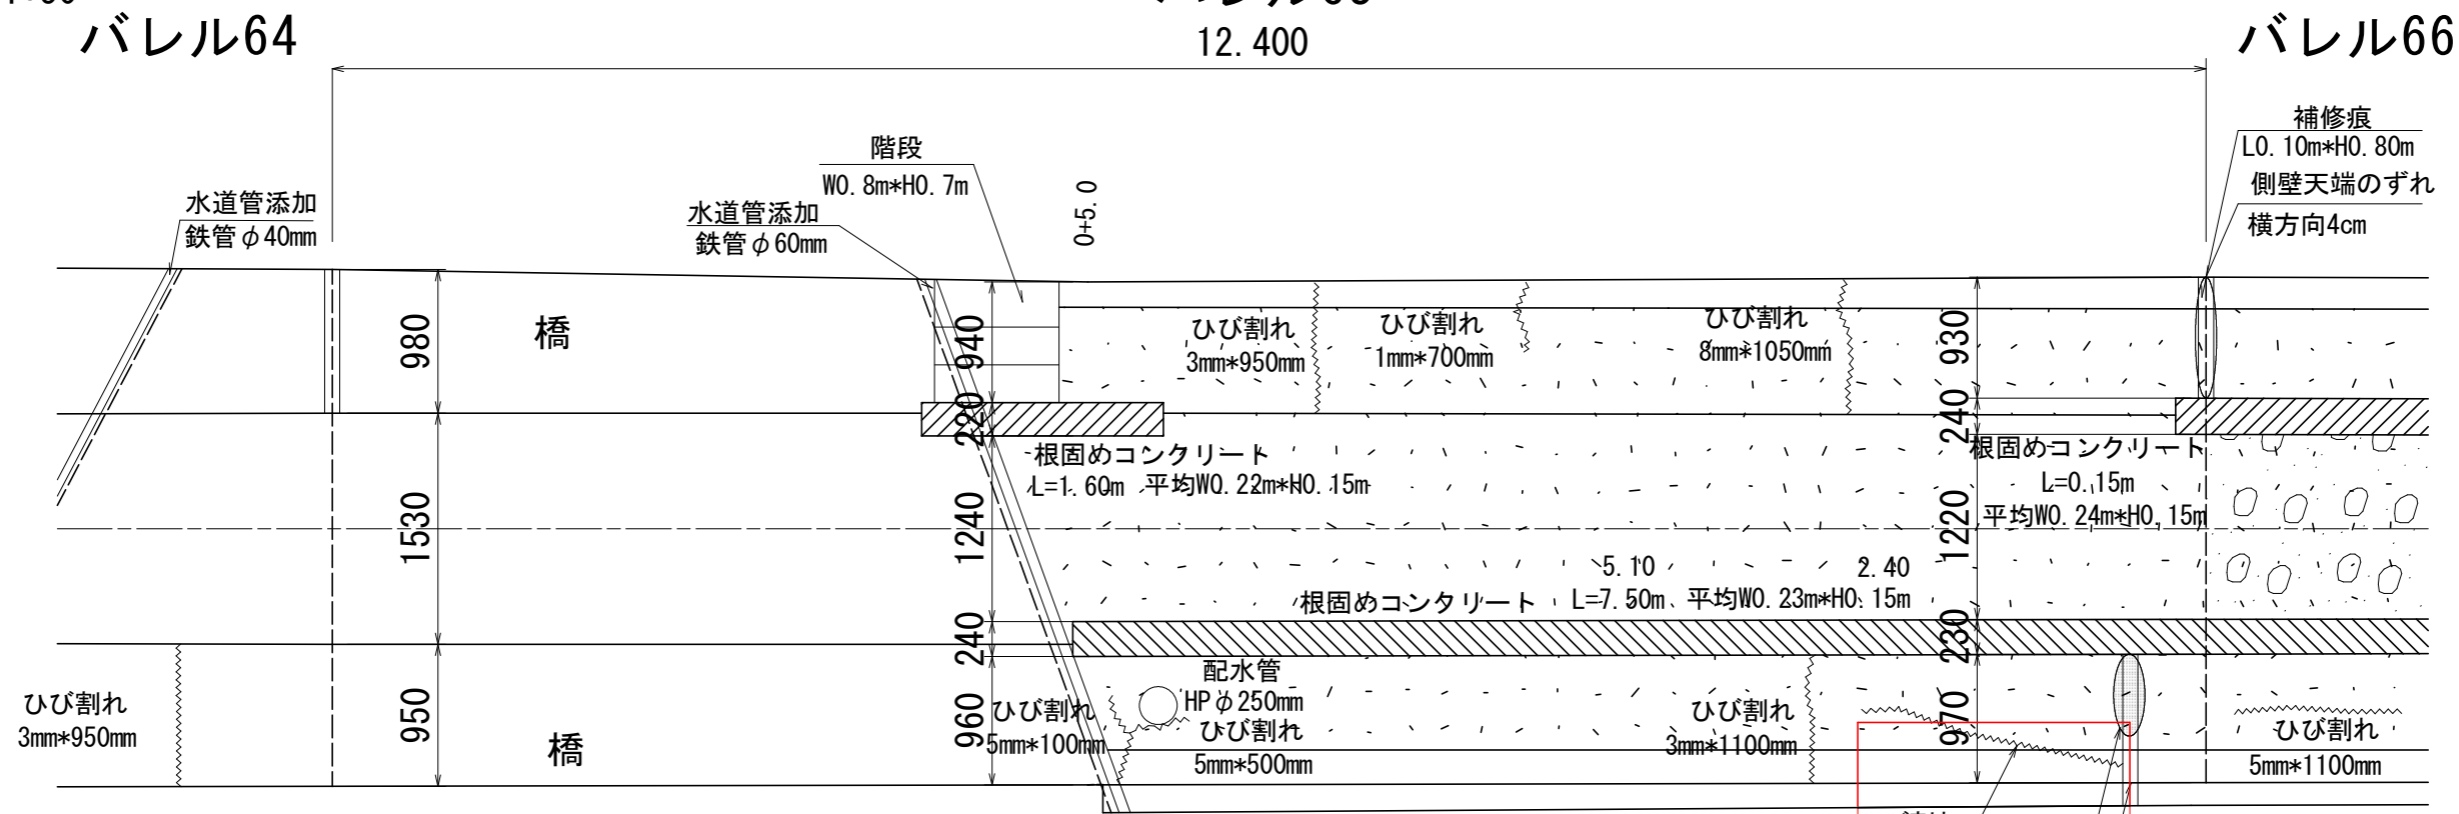 バレル64
12.400
バレル66
補修痕
L0.10m*H0.80m
側壁天端のずれ
横方向4cm
階段
W0.8m*H0.7m
0+5.0
水道管添加
鉄管φ40mm
水道管添加
鉄管φ60mm
980
橋
940
ひび割れ
3mm*950mm
ひび割れ
1mm*700mm
ひび割れ
8mm*1050mm
930
220
240
根固めコンクリート
L=1.60m 平均W0.22m*H0.15m
根固めコンクリート
L=0.15m
平均W0.24m*H0.15m
1530
1240
1220
5.10
2.40
根固めコンクリート L=7.50m 平均W0.23m*H0.15m
240
230
配水管
HPφ250mm
ひび割れ
3mm*950mm
950
橋
960
ひび割れ
5mm*100mm
ひび割れ
5mm*500mm
ひび割れ
3mm*1100mm
970
ひび割れ
5mm*1100mm